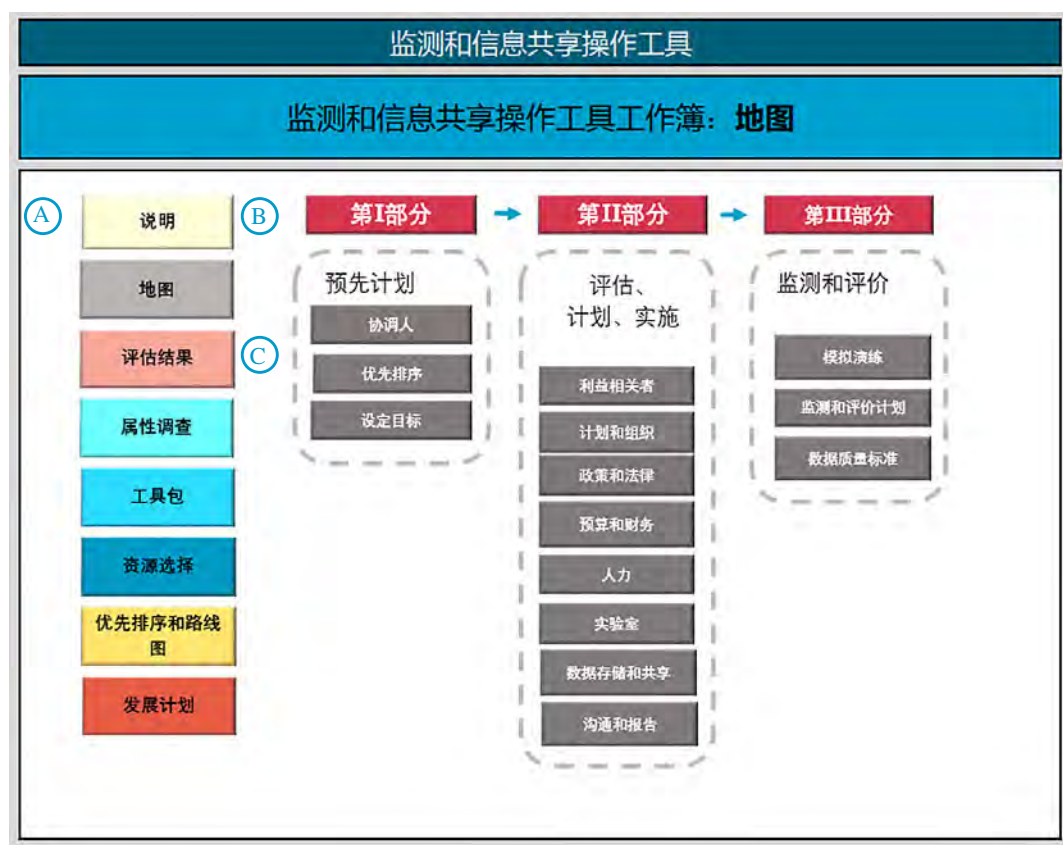 监测和信息共享操作工具
监测和信息共享操作工具工作簿：地图
A
说明
地图
评估结果
属性调查
工具包
资源选择
优先排序和路线
图
发展计划
B
第I部分
第II部分
第III部分
C
预先计划
协调人
优先排序
设定目标
评估、
计划、实施
利益相关者
计划和组织
政策和法律
预算和财务
人力
实验室
数据存储和共享
沟通和报告
监测和评价
模拟演练
监测和评价计划
数据质量标准